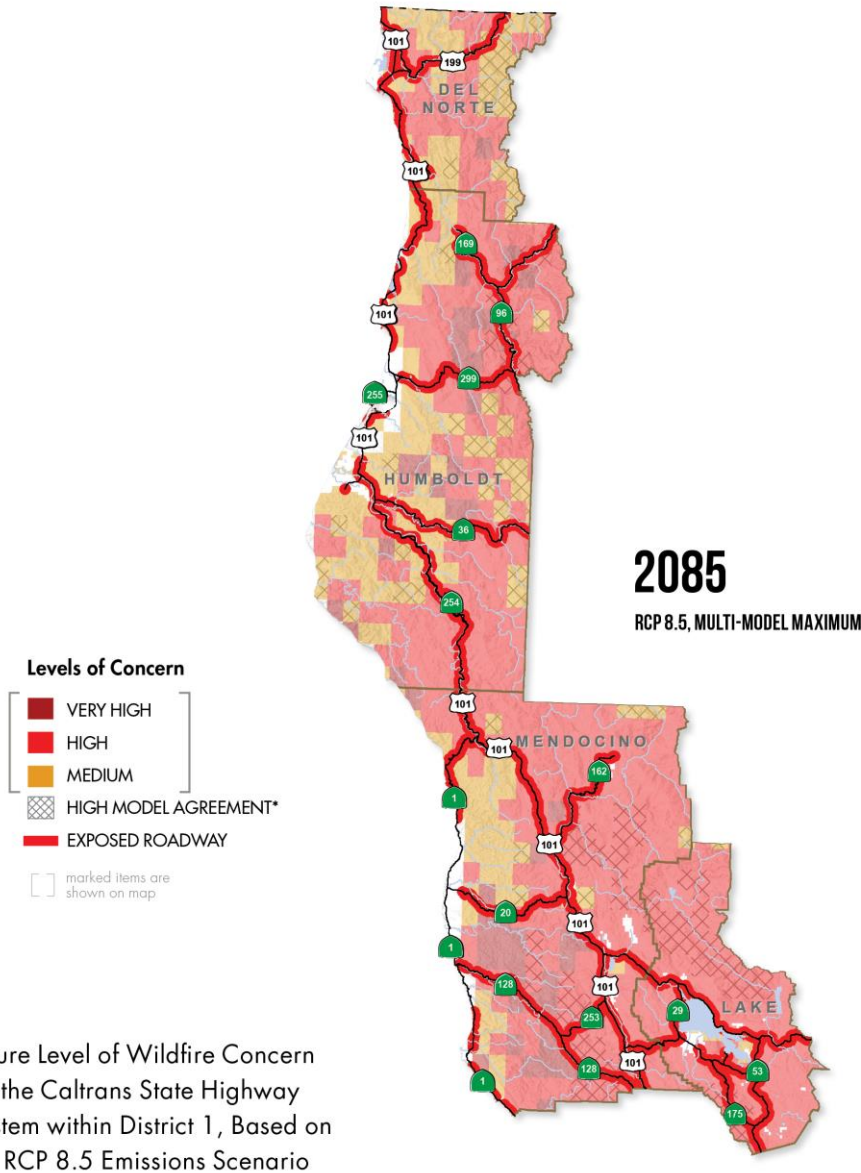 101
199
DEL
NORTE
101
169
101
96
299
255
101
HUMBOLDT
36
2085
RCP 8.5, MULTI-MODEL MAXIMUM
254
Levels of Concern
VERY HIGH
HIGH
MEDIUM
HIGH MODEL AGREEMENT*
EXPOSED ROADWAY
marked items are
shown on map
101
101
MENDOCINO
162
1
101
20
101
1
128
101
29
LAKE
253
101
128
53
1
175
ure Level of Wildfire Concern
the Caltrans State Highway
tem within District 1, Based on
RCP 8.5 Emissions Scenario